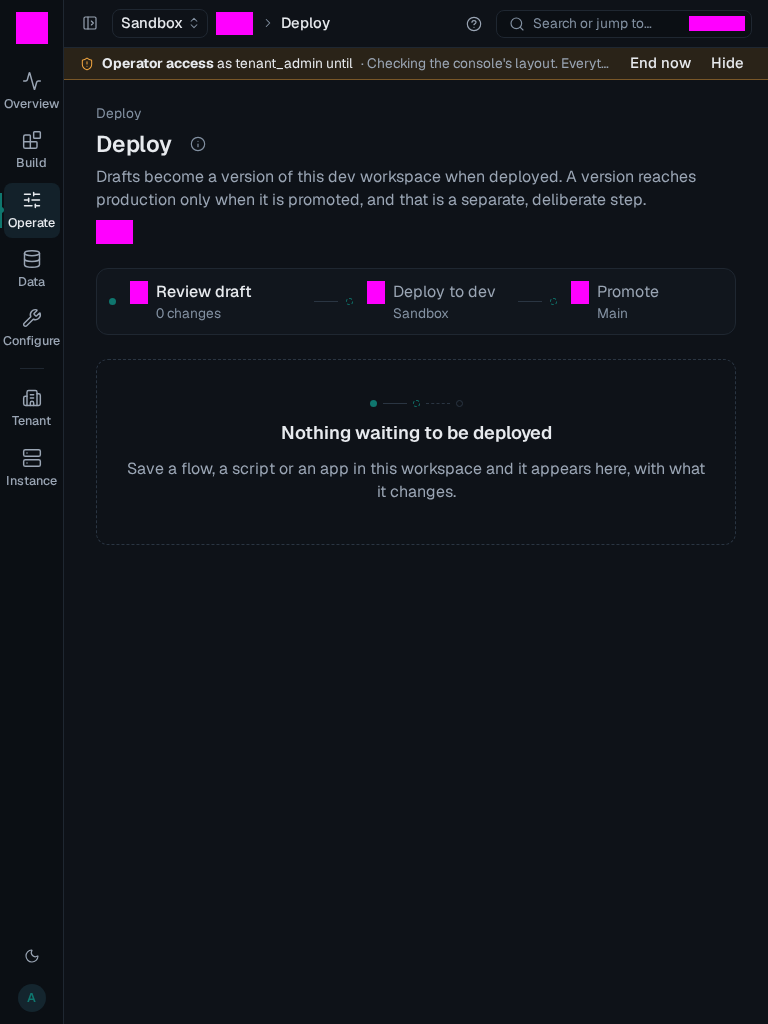 Sandbox
Deploy
Search or jump to…
Operator access as tenant_admin until · Checking the console's layout. Everyt…
End now
Hide
Overview
Build
Operate
Data
Configure
Tenant
Instance
A
Deploy
Deploy
Drafts become a version of this dev workspace when deployed. A version reaches
production only when it is promoted, and that is a separate, deliberate step.
Review draft
0 changes
Deploy to dev
Sandbox
Promote
Main
Nothing waiting to be deployed
Save a flow, a script or an app in this workspace and it appears here, with what
it changes.